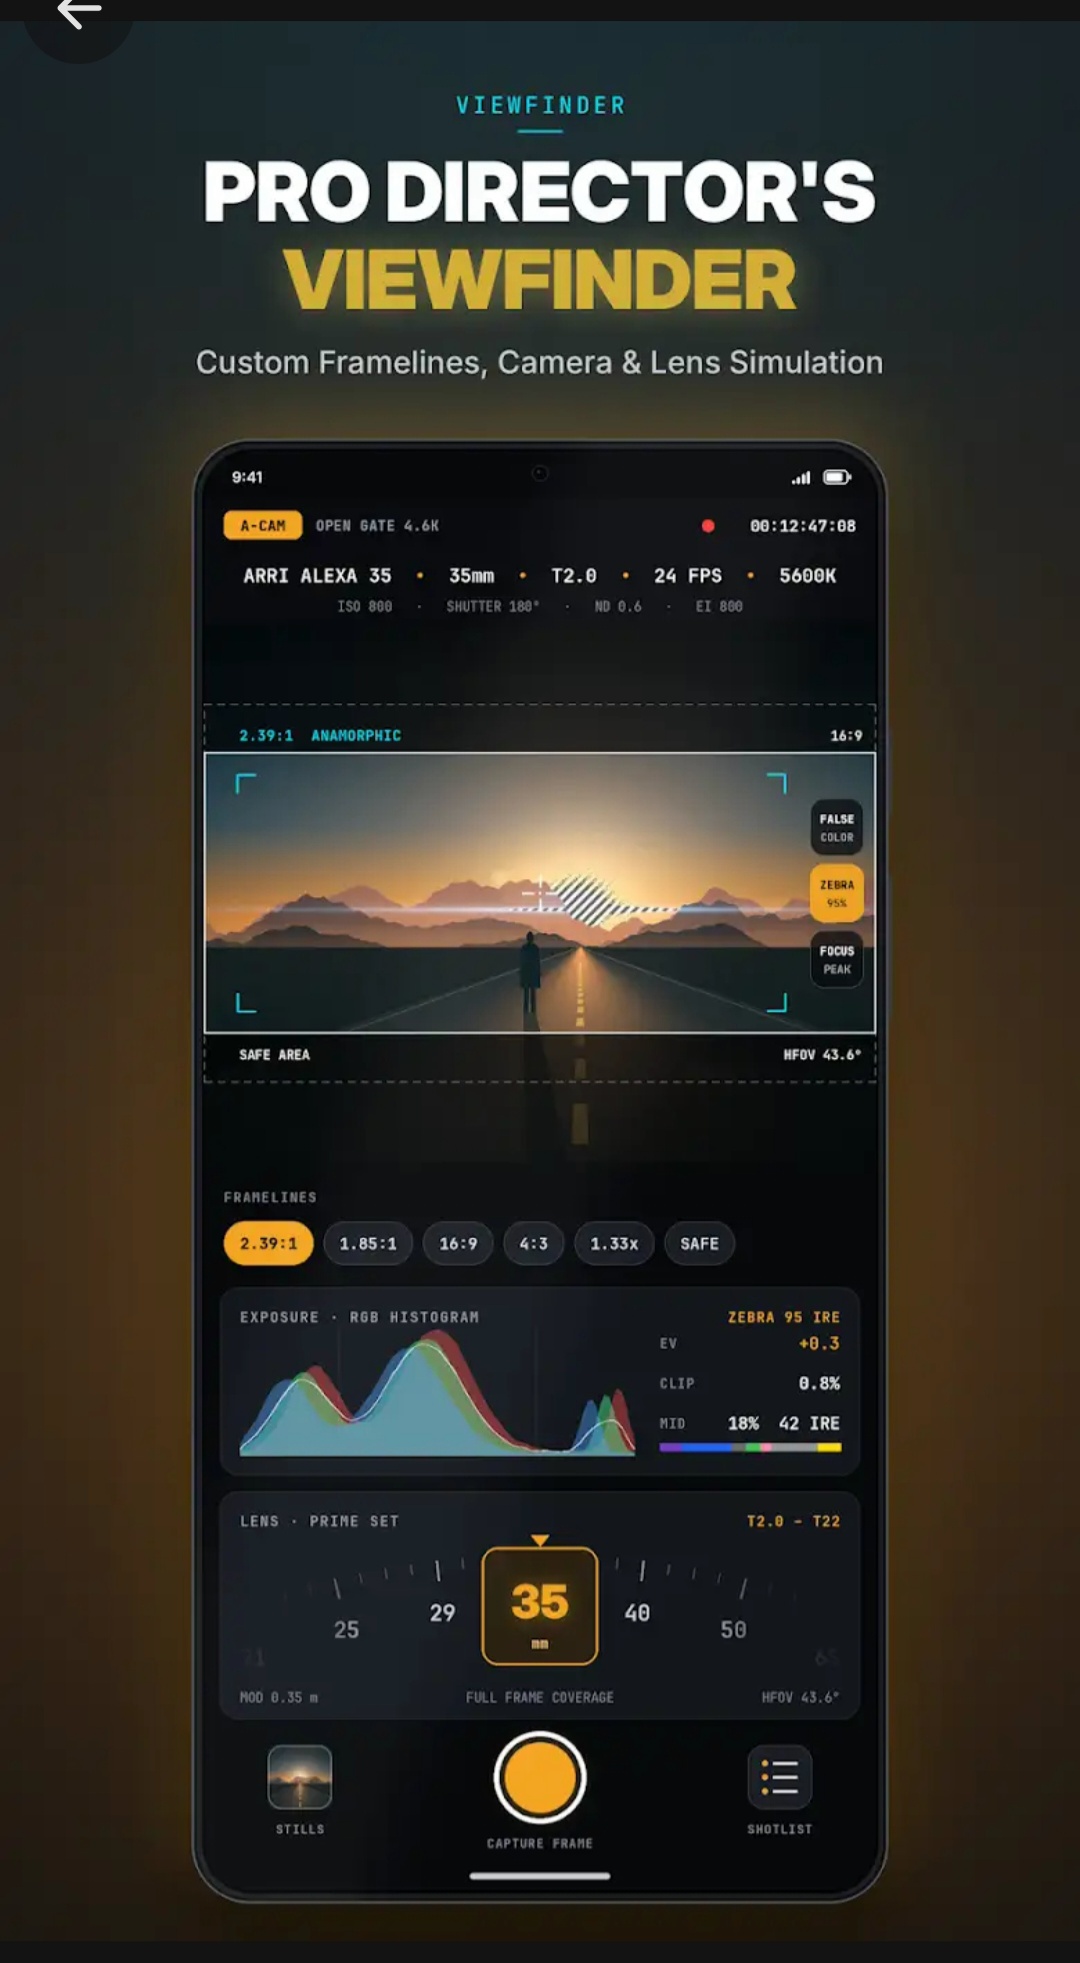 VIEWFINDER
PRO DIRECTOR'S
VIEWFINDER
Custom Framelines, Camera & Lens Simulation
9:41
A-CAM OPEN GATE 4.6K 00:12:47:08
ARRI ALEXA 35 • 35mm • T2.0 • 24 FPS • 5600K
ISO 800 · SHUTTER 180° · ND 0.6 · EI 800
2.39:1 ANAMORPHIC 16:9
FALSE
COLOR
ZEBRA
95%
FOCUS
PEAK
SAFE AREA HFOV 43.6°
FRAMELINES
2.39:1 1.85:1 16:9 4:3 1.33x SAFE
EXPOSURE · RGB HISTOGRAM ZEBRA 95 IRE
EV +0.3
CLIP 0.8%
MID 18% 42 IRE
LENS · PRIME SET T2.0 – T22
21 25 29 35 40 50 65
mm
MOD 0.35 m FULL FRAME COVERAGE HFOV 43.6°
STILLS
CAPTURE FRAME
SHOTLIST